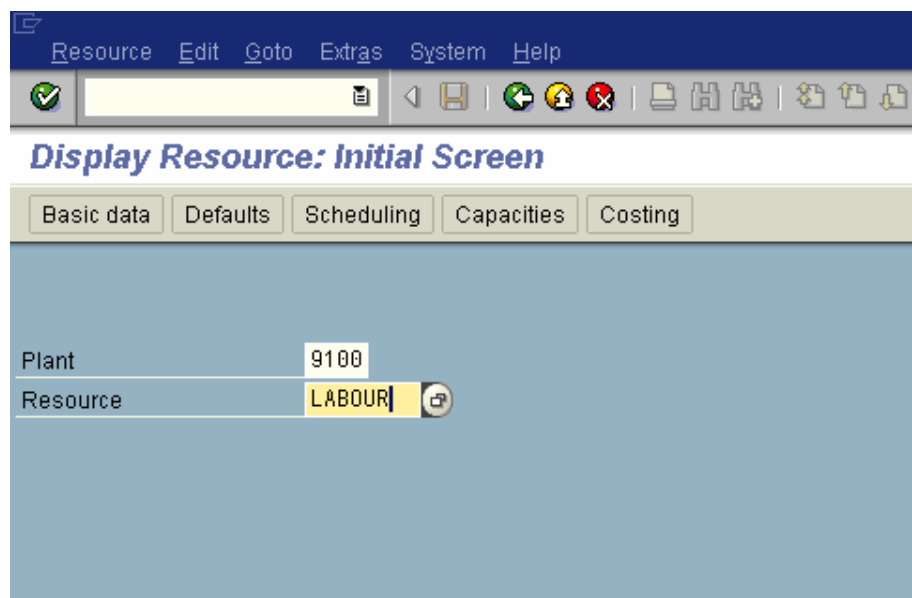 Resource Edit Goto Extras System Help
Display Resource: Initial Screen
Basic data Defaults Scheduling Capacities Costing
Plant 9100
Resource LABOUR